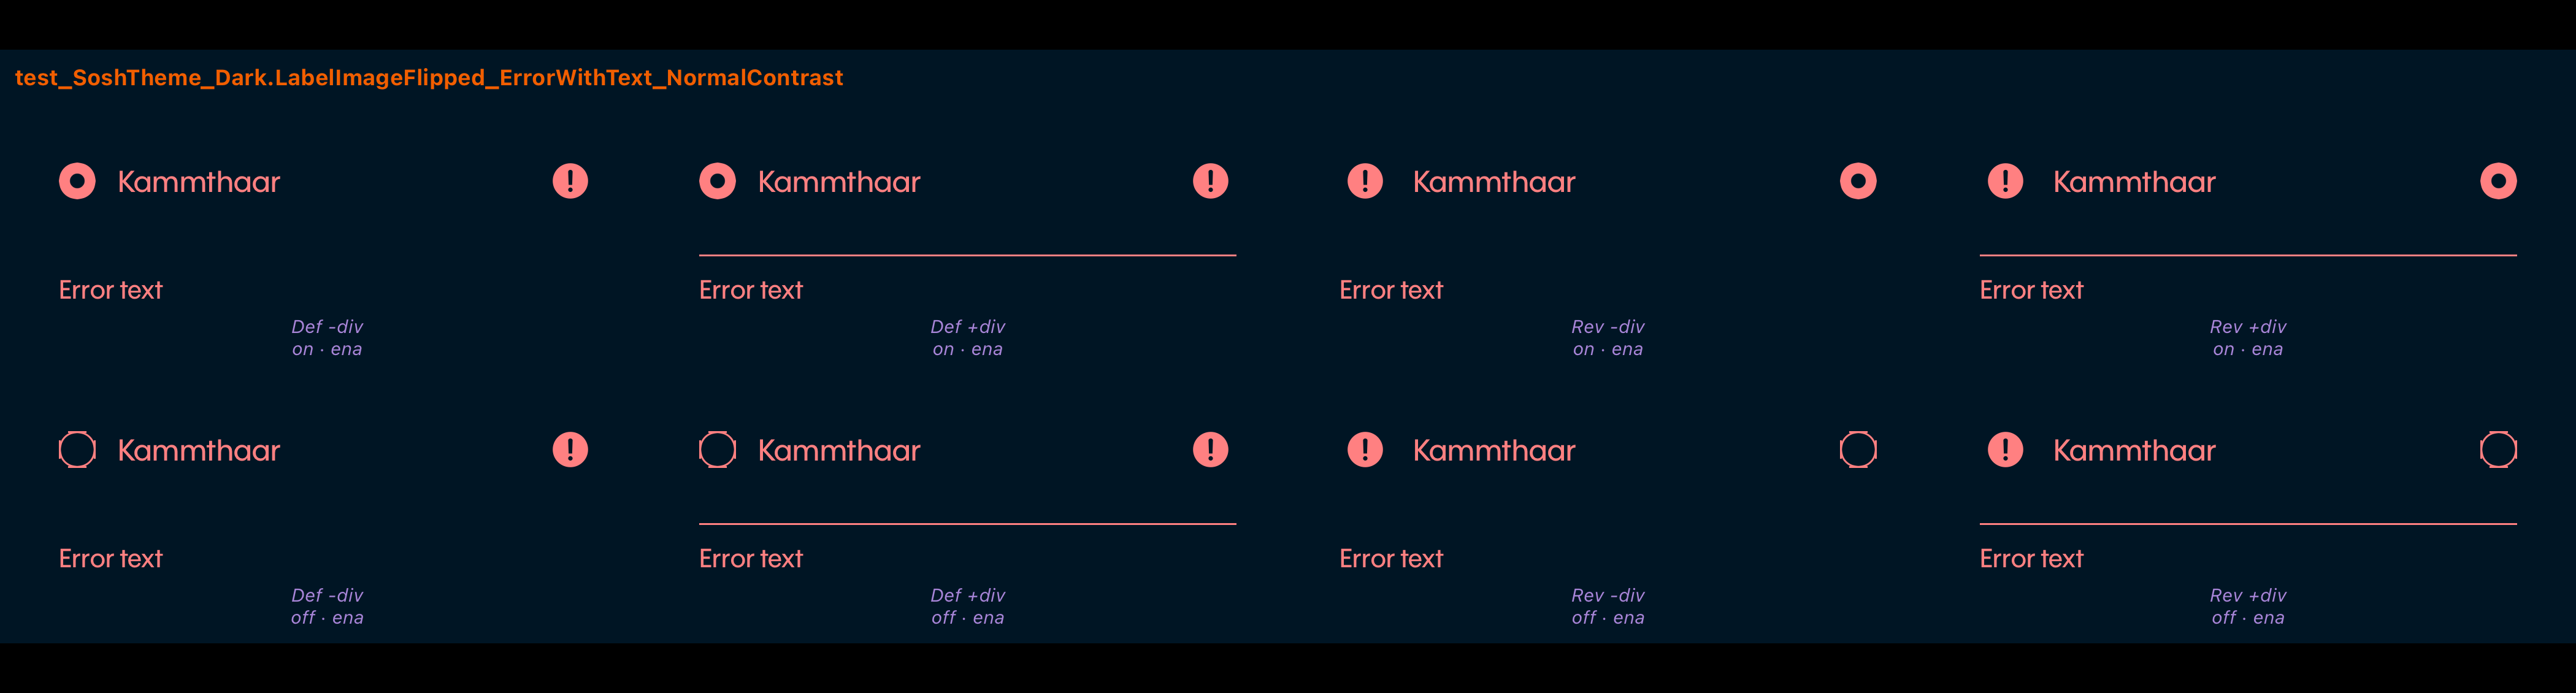 test_SoshTheme_Dark.LabelImageFlipped_ErrorWithText_NormalContrast
Kammthaar
Kammthaar
Kammthaar
Kammthaar
Error text
Error text
Error text
Error text
Def -div
on · ena
Def +div
on · ena
Rev -div
on · ena
Rev +div
on · ena
Kammthaar
Kammthaar
Kammthaar
Kammthaar
Error text
Error text
Error text
Error text
Def -div
off · ena
Def +div
off · ena
Rev -div
off · ena
Rev +div
off · ena